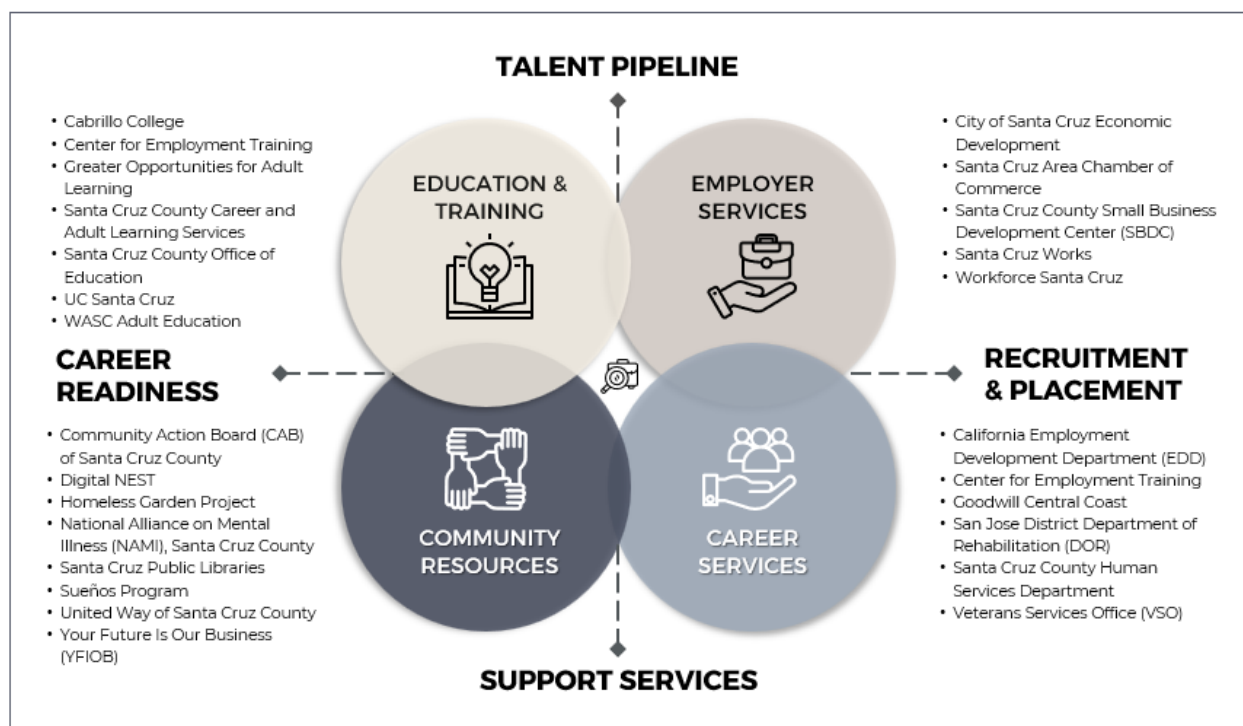 TALENT PIPELINE
• Cabrillo College
• Center for Employment Training
• Greater Opportunities for Adult
Learning
• Santa Cruz County Career and
Adult Learning Services
• Santa Cruz County Office of
Education
• UC Santa Cruz
• WASC Adult Education
EDUCATION &
TRAINING
EMPLOYER
SERVICES
• City of Santa Cruz Economic
Development
• Santa Cruz Area Chamber of
Commerce
• Santa Cruz County Small Business
Development Center (SBDC)
• Santa Cruz Works
• Workforce Santa Cruz
CAREER
READINESS
RECRUITMENT
& PLACEMENT
• Community Action Board (CAB)
of Santa Cruz County
• Digital NEST
• Homeless Garden Project
• National Alliance on Mental
Illness (NAMI), Santa Cruz County
• Santa Cruz Public Libraries
• Sueños Program
• United Way of Santa Cruz County
• Your Future Is Our Business
(YFIOB)
COMMUNITY
RESOURCES
CAREER
SERVICES
• California Employment
Development Department (EDD)
• Center for Employment Training
• Goodwill Central Coast
• San Jose District Department of
Rehabilitation (DOR)
• Santa Cruz County Human
Services Department
• Veterans Services Office (VSO)
SUPPORT SERVICES